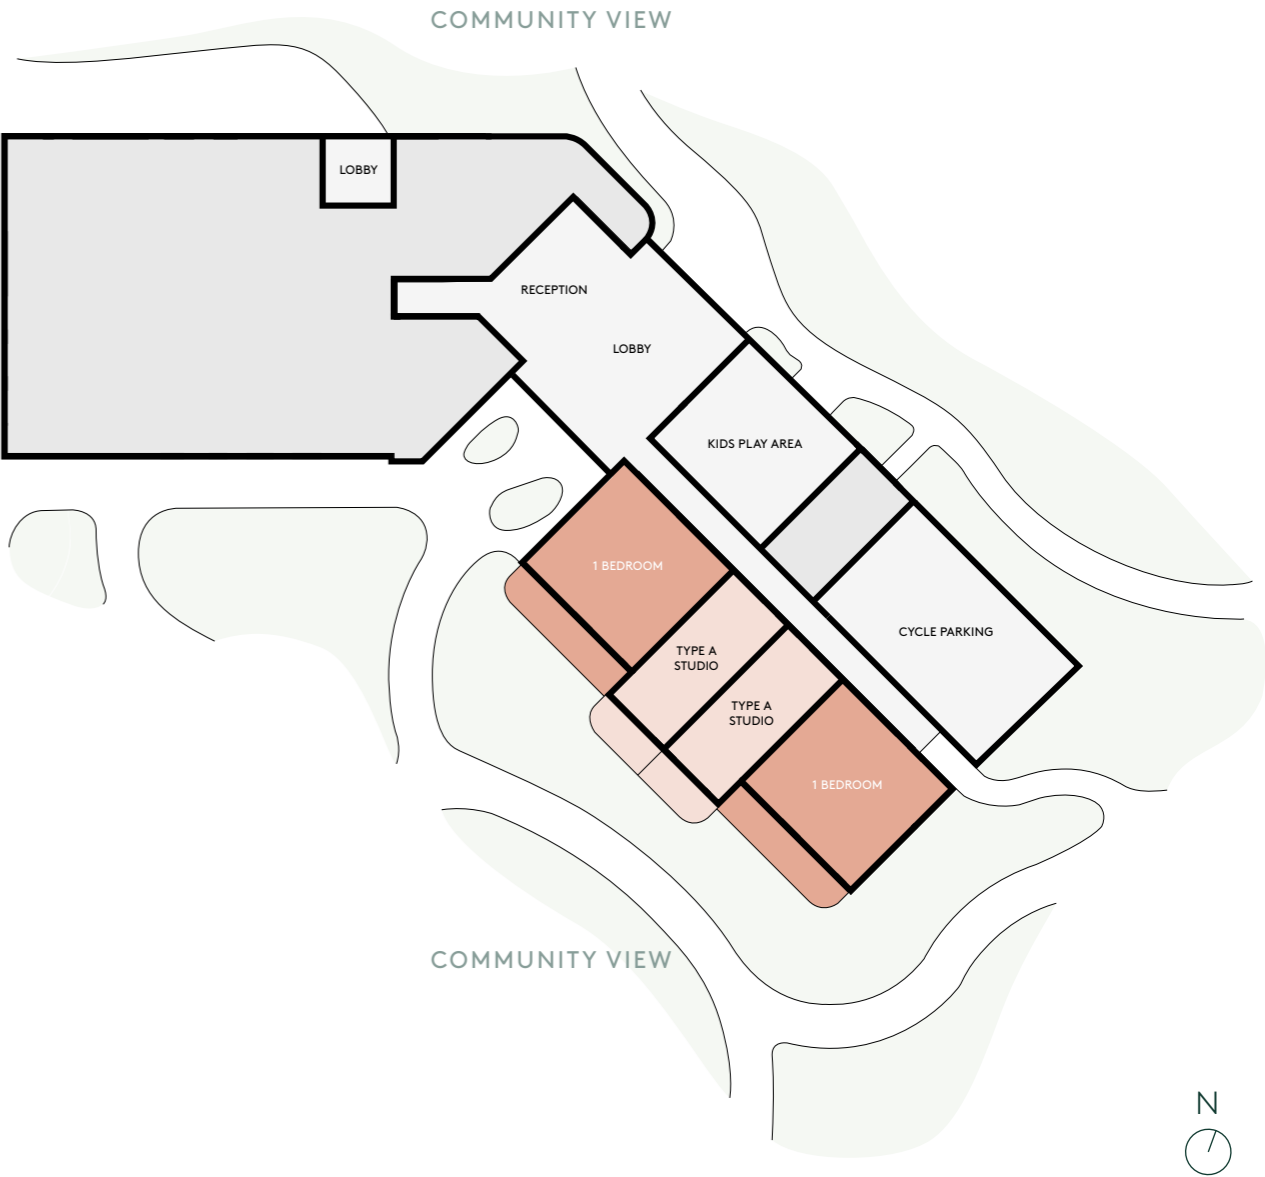 COMMUNITY VIEW
LOBBY
RECEPTION
LOBBY
KIDS PLAY AREA
1 BEDROOM
CYCLE PARKING
TYPE A
STUDIO
TYPE A
STUDIO
1 BEDROOM
COMMUNITY VIEW
N